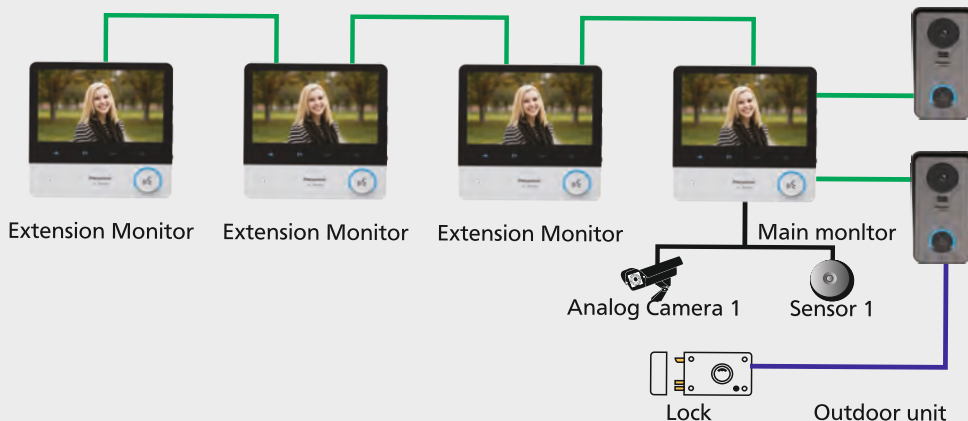 Extension Monitor
Extension Monitor
Extension Monitor
Main monltor
Analog Camera 1
Sensor 1
Lock
Outdoor unit